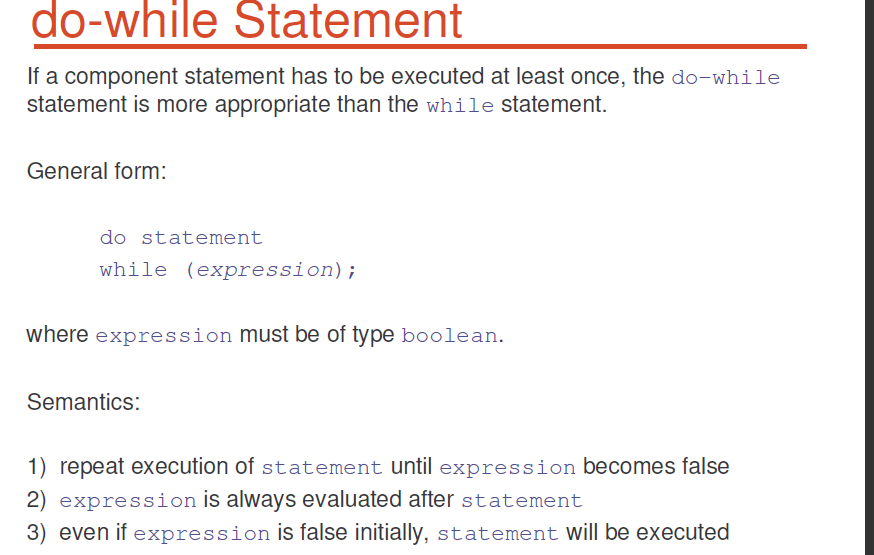 do-while Statement
If a component statement has to be executed at least once, the do-while
statement is more appropriate than the while statement.
General form:
do statement
while (expression);
where expression must be of type boolean.
Semantics:
1) repeat execution of statement until expression becomes false
2) expression is always evaluated after statement
3) even if expression is false initially, statement will be executed